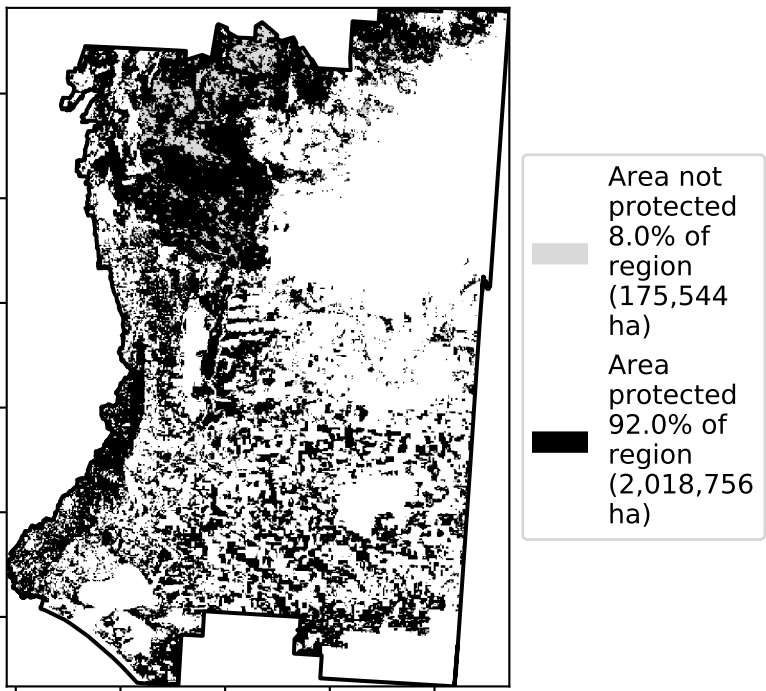 Area not
protected
8.0% of
region
(175,544
ha)
Area
protected
92.0% of
region
(2,018,756
ha)